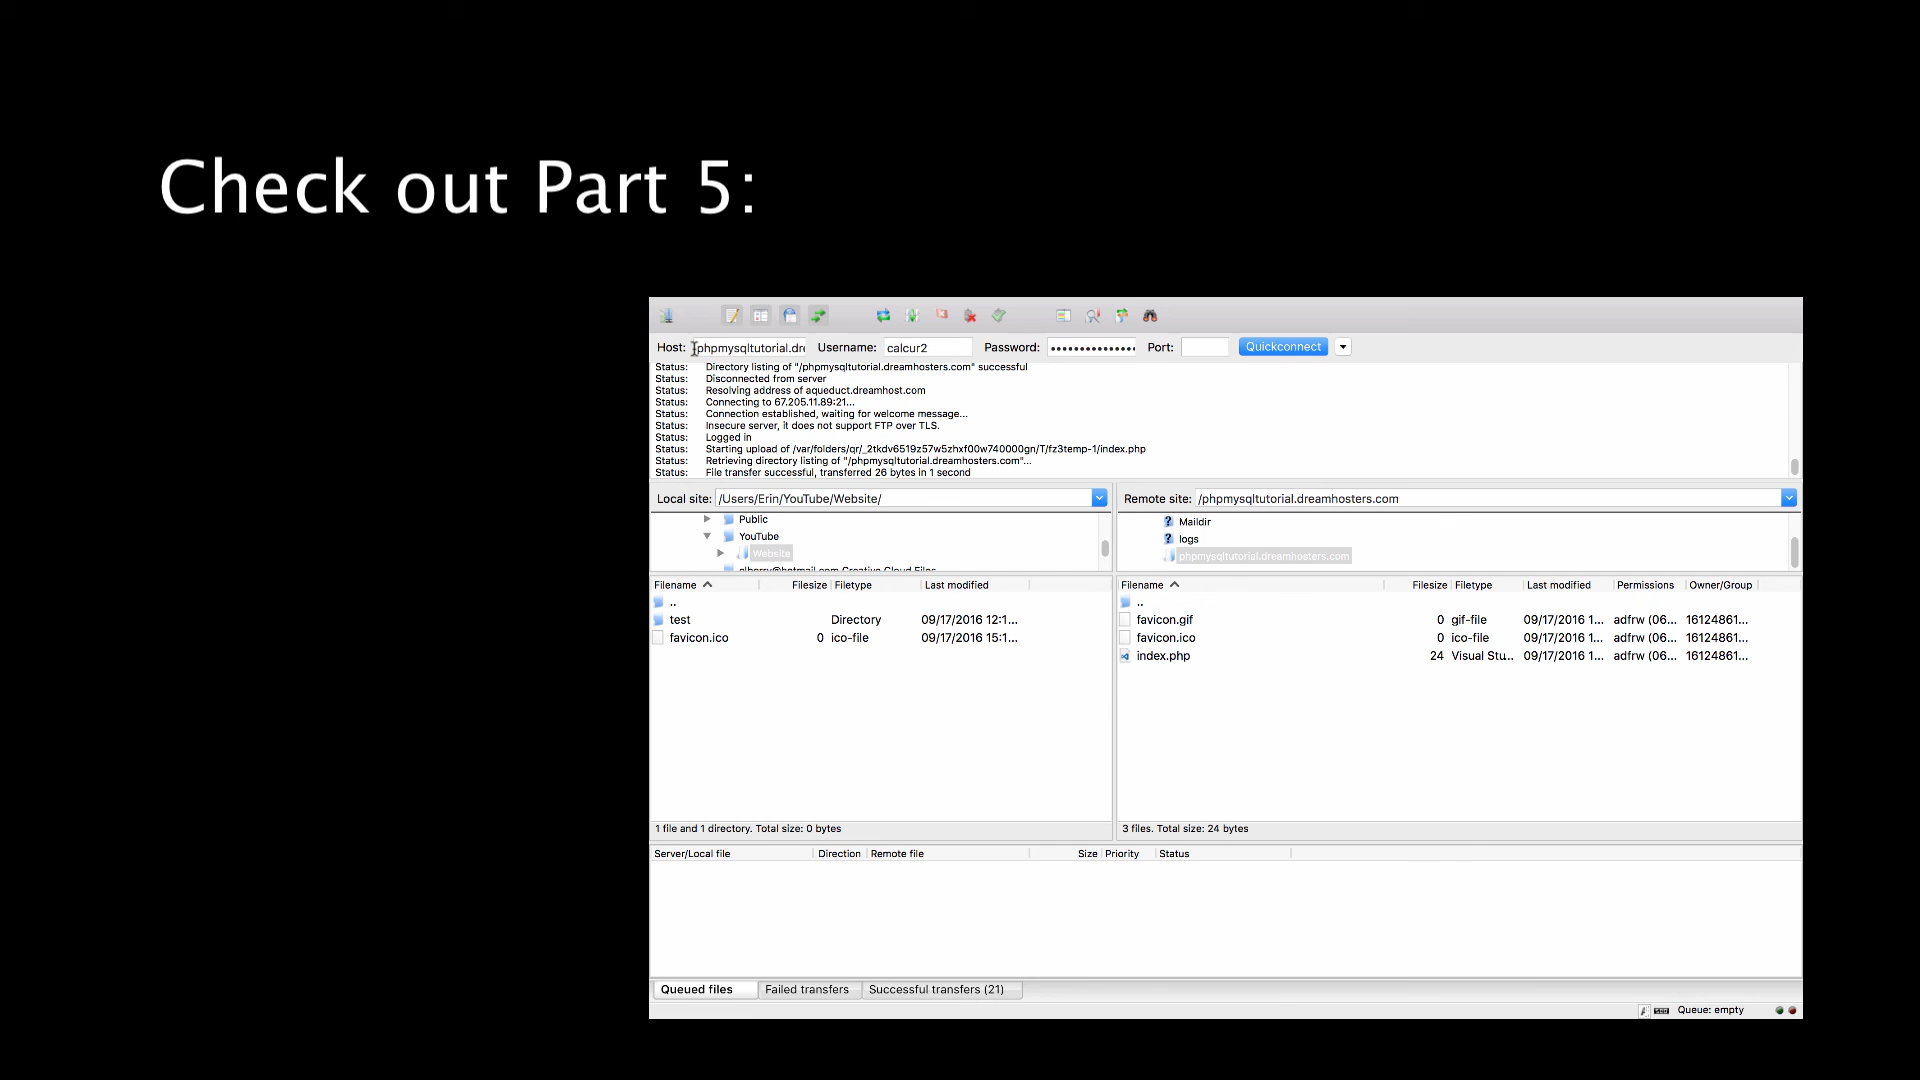 Check out Part 5:
Host: phpmysqltutorial.dre Username: calcur2 Password: •••••••••••••• Port: Quickconnect
Status: Directory listing of "/phpmysqltutorial.dreamhosters.com" successful
Status: Disconnected from server
Status: Resolving address of aqueduct.dreamhost.com
Status: Connecting to 67.205.11.89:21...
Status: Connection established, waiting for welcome message...
Status: Insecure server, it does not support FTP over TLS.
Status: Logged in
Status: Starting upload of /var/folders/qr/_2tkdv6519z57w5zhxf00w740000gn/T/fz3temp-1/index.php
Status: Retrieving directory listing of "/phpmysqltutorial.dreamhosters.com"...
Status: File transfer successful, transferred 26 bytes in 1 second
Local site: /Users/Erin/YouTube/Website/
Public
YouTube
Website
Creative Cloud Files
Filename Filesize Filetype Last modified
..
test Directory 09/17/2016 12:1...
favicon.ico 0 ico-file 09/17/2016 15:1...
1 file and 1 directory. Total size: 0 bytes
Remote site: /phpmysqltutorial.dreamhosters.com
Maildir
logs
phpmysqltutorial.dreamhosters.com
Filename Filesize Filetype Last modified Permissions Owner/Group
..
favicon.gif 0 gif-file 09/17/2016 1... adfrw (06... 16124861...
favicon.ico 0 ico-file 09/17/2016 1... adfrw (06... 16124861...
index.php 24 Visual Stu... 09/17/2016 1... adfrw (06... 16124861...
3 files. Total size: 24 bytes
Server/Local file Direction Remote file Size Priority Status
Queued files Failed transfers Successful transfers (21)
Queue: empty